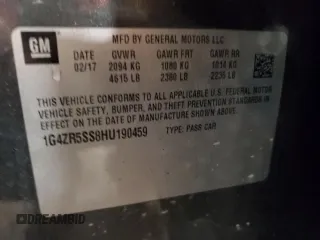 GM
MFD BY GENERAL MOTORS LLC
DATE GVWR GAWR FRT GAWR RR
02/17 2094 KG 1080 KG 1014 KG
4616 LB 2380 LB 2236 LB
THIS VEHICLE CONFORMS TO ALL APPLICABLE U.S. FEDERAL MOTOR
VEHICLE SAFETY, BUMPER, AND THEFT PREVENTION STANDARDS
IN EFFECT ON THE DATE OF MANUFACTURE SHOWN ABOVE.
1G4ZR5SS8HU190459 TYPE: PASS CAR
DREAMBID